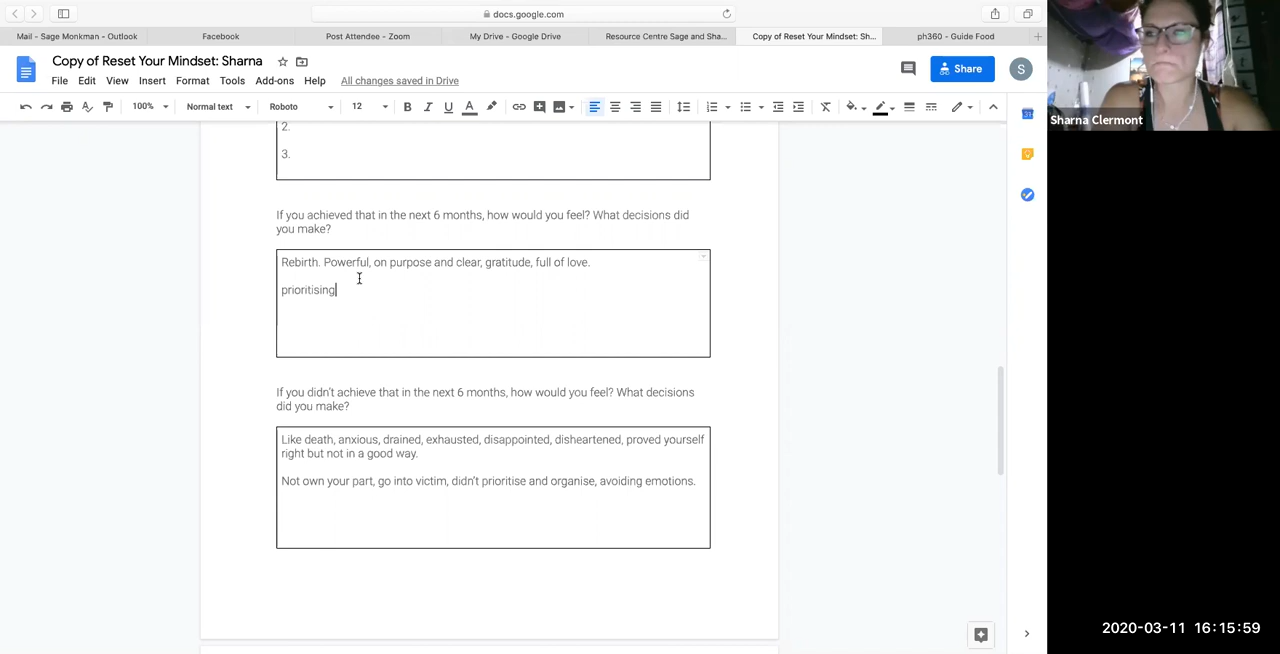 docs.google.com
Mail - Sage Monkman - Outlook
Facebook
Post Attendee - Zoom
My Drive - Google Drive
Resource Centre Sage and Sha...
Copy of Reset Your Mindset: Sh...
ph360 - Guide Food
Copy of Reset Your Mindset: Sharna
File Edit View Insert Format Tools Add-ons Help All changes saved in Drive
Share
S
100% Normal text Roboto 12 B I U A
2.
3.
If you achieved that in the next 6 months, how would you feel? What decisions did
you make?
Rebirth. Powerful, on purpose and clear, gratitude, full of love.
prioritising
If you didn't achieve that in the next 6 months, how would you feel? What decisions
did you make?
Like death, anxious, drained, exhausted, disappointed, disheartened, proved yourself
right but not in a good way.
Not own your part, go into victim, didn't prioritise and organise, avoiding emotions.
31
Sharna Clermont
2020-03-11 16:15:59